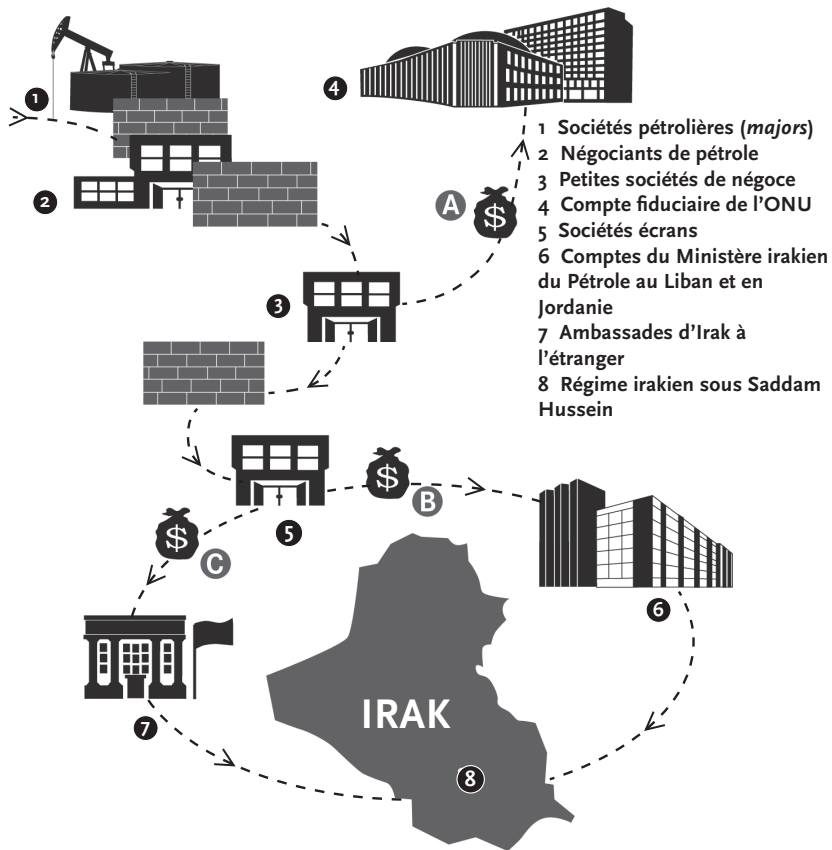 1
2
3
4
A
$
$
B
5
$
C
6
7
IRAK
8
1 Sociétés pétrolières (majors)
2 Négociants de pétrole
3 Petites sociétés de négoce
4 Compte fiduciaire de l’ONU
5 Sociétés écrans
6 Comptes du Ministère irakien
du Pétrole au Liban et en
Jordanie
7 Ambassades d’Irak à
l’étranger
8 Régime irakien sous Saddam
Hussein